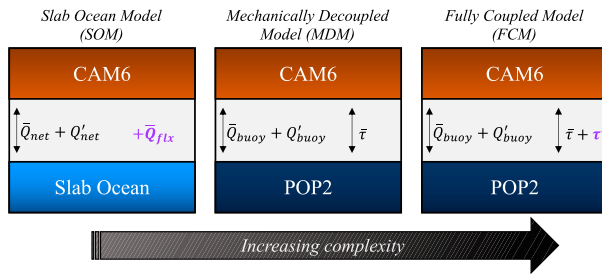 Slab Ocean Model
(SOM)
Mechanically Decoupled
Model (MDM)
Fully Coupled Model
(FCM)
CAM6
CAM6
CAM6
Q̄net + Q′net
+Q̄flx
Q̄buoy + Q′buoy
τ̄
Q̄buoy + Q′buoy
τ̄ + τ
Slab Ocean
POP2
POP2
Increasing complexity